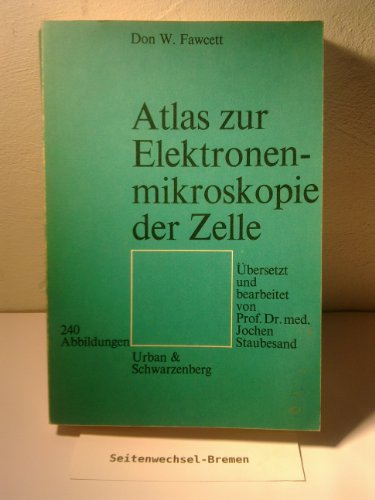 Don W. Fawcett
Atlas zur
Elektronen-
mikroskopie
der Zelle
Übersetzt
und
bearbeitet
von
Prof. Dr. med.
Jochen
Staubesand
240
Abbildungen
Urban &
Schwarzenberg
Seitenwechsel-Bremen